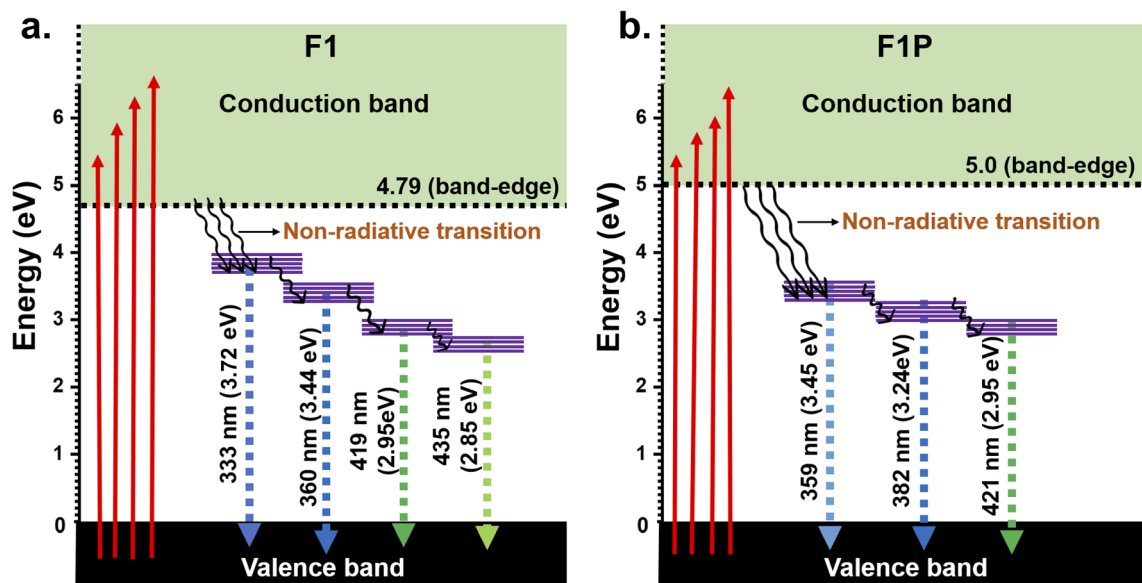 a.
F1
Conduction band
4.79 (band-edge)
Non-radiative transition
Energy (eV)
6
5
4
3
2
1
0
333 nm (3.72 eV)
360 nm (3.44 eV)
419 nm
(2.95eV)
435 nm
(2.85 eV)
Valence band
b.
F1P
Conduction band
5.0 (band-edge)
Non-radiative transition
Energy (eV)
6
5
4
3
2
1
0
359 nm (3.45 eV)
382 nm (3.24eV)
421 nm (2.95 eV)
Valence band